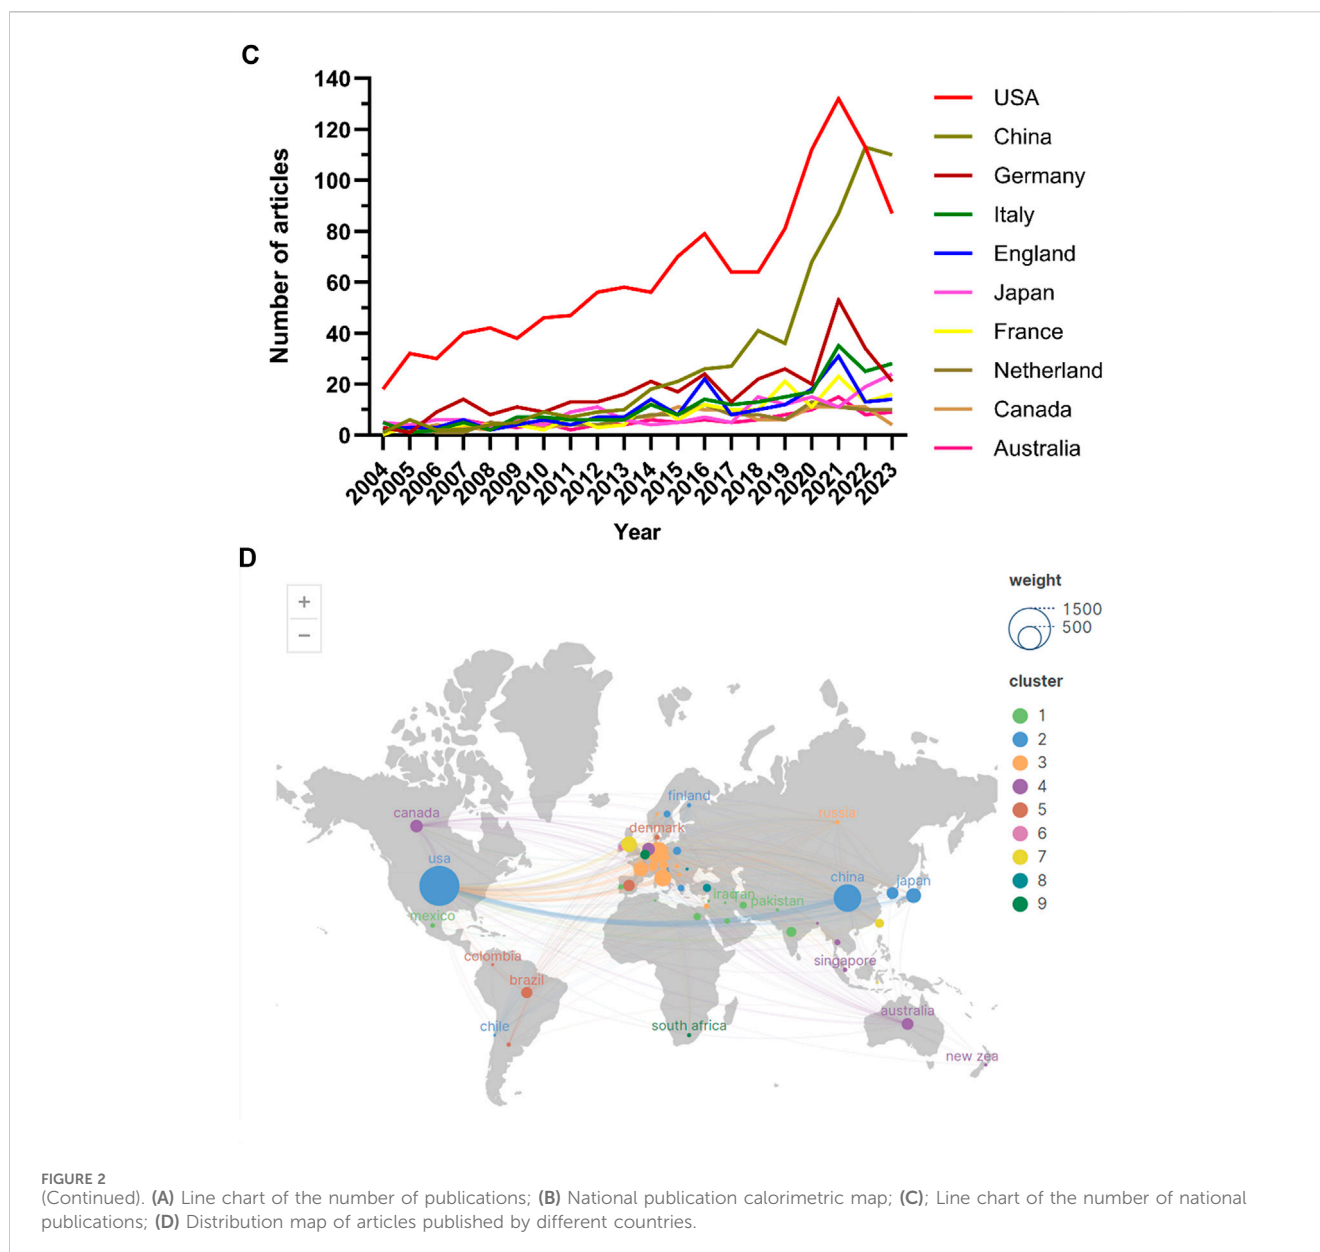 C
140
120
100
80
60
40
20
0
Number of articles
2004 2005 2006 2007 2008 2009 2010 2011 2012 2013 2014 2015 2016 2017 2018 2019 2020 2021 2022 2023
Year
USA
China
Germany
Italy
England
Japan
France
Netherland
Canada
Australia
D
+
−
weight
1500
500
cluster
1
2
3
4
5
6
7
8
9
finland
canada
russia
denmark
usa
china
japan
iraq
iran
pakistan
mexico
colombia
singapore
brazil
australia
chile
south africa
new zea
FIGURE 2
(Continued). (A) Line chart of the number of publications; (B) National publication calorimetric map; (C); Line chart of the number of national
publications; (D) Distribution map of articles published by different countries.